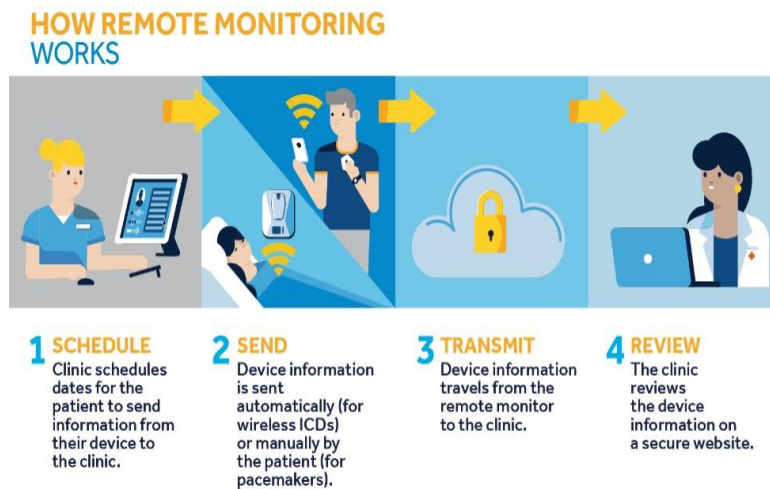 HOW REMOTE MONITORING
WORKS
1 SCHEDULE
Clinic schedules
dates for the
patient to send
information from
their device to
the clinic.
2 SEND
Device information
is sent
automatically (for
wireless ICDs)
or manually by
the patient (for
pacemakers).
3 TRANSMIT
Device information
travels from the
remote monitor
to the clinic.
4 REVIEW
The clinic
reviews
the device
information on
a secure website.